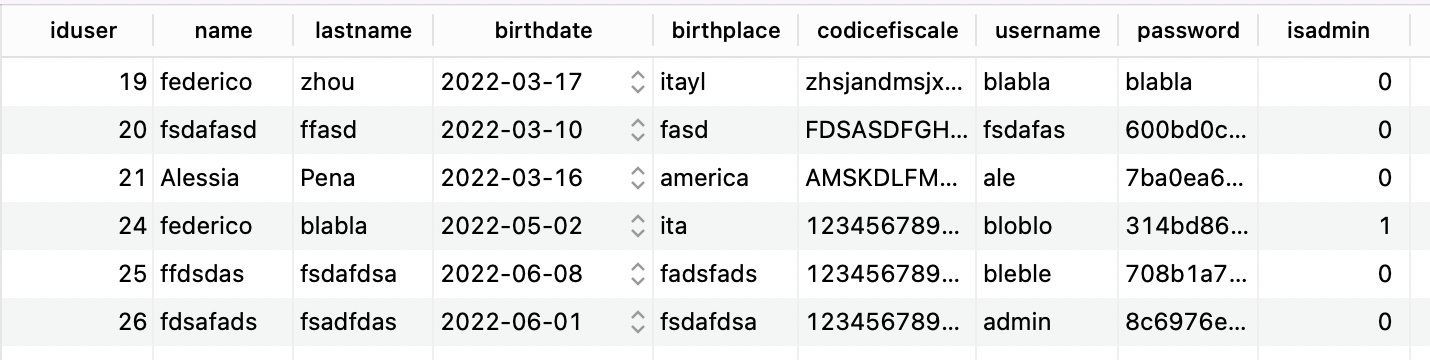 iduser name lastname birthdate birthplace codicefiscale username password isadmin
19 federico zhou 2022-03-17 itayl zhsjandmsjx... blabla blabla 0
20 fsdafasd ffasd 2022-03-10 fasd FDSASDFGH... fsdafas 600bd0c... 0
21 Alessia Pena 2022-03-16 america AMSKDLFM... ale 7ba0ea6... 0
24 federico blabla 2022-05-02 ita 123456789... bloblo 314bd86... 1
25 ffdsdas fsdafdsa 2022-06-08 fadsfads 123456789... bleble 708b1a7... 0
26 fdsafads fsadfdas 2022-06-01 fsdafdsa 123456789... admin 8c6976e... 0